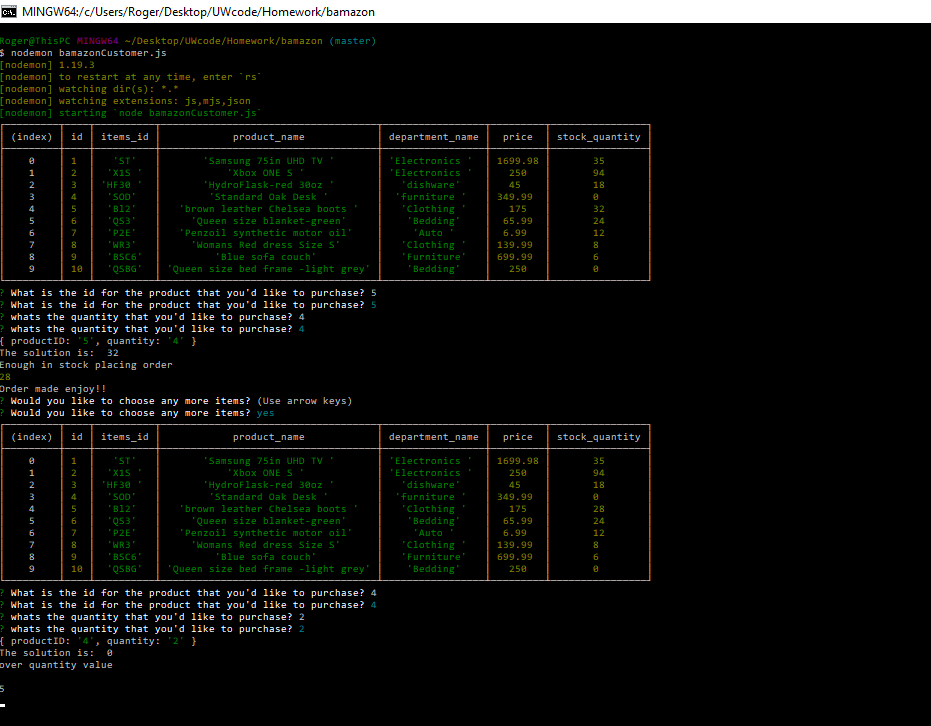 MINGW64:/c/Users/Roger/Desktop/UWcode/Homework/bamazon
Roger@ThisPC MINGW64 ~/Desktop/UWcode/Homework/bamazon (master)
$ nodemon bamazonCustomer.js
[nodemon] 1.19.3
[nodemon] to restart at any time, enter `rs`
[nodemon] watching dir(s): *.*
[nodemon] watching extensions: js,mjs,json
[nodemon] starting `node bamazonCustomer.js`
(index) id items_id product_name department_name price stock_quantity
0 1 'ST' 'Samsung 75in UHD TV ' 'Electronics ' 1699.98 35
1 2 'X1S ' 'Xbox ONE S ' 'Electronics ' 250 94
2 3 'HF30 ' 'HydroFlask-red 30oz ' 'dishware' 45 18
3 4 'SOD' 'Standard Oak Desk ' 'furniture ' 349.99 0
4 5 'Bl2' 'brown leather Chelsea boots ' 'Clothing ' 175 32
5 6 'QS3' 'Queen size blanket-green' 'Bedding' 65.99 24
6 7 'P2E' 'Penzoil synthetic motor oil' 'Auto ' 6.99 12
7 8 'WR3' 'Womans Red dress Size S' 'Clothing ' 139.99 8
8 9 'BSC6' 'Blue sofa couch' 'Furniture' 699.99 6
9 10 'QSBG' 'Queen size bed frame -light grey' 'Bedding' 250 0
? What is the id for the product that you'd like to purchase? 5
? What is the id for the product that you'd like to purchase? 5
? whats the quantity that you'd like to purchase? 4
? whats the quantity that you'd like to purchase? 4
{ productID: '5', quantity: '4' }
The solution is:  32
Enough in stock placing order
28
Order made enjoy!!
? Would you like to choose any more items? (Use arrow keys)
? Would you like to choose any more items? yes
(index) id items_id product_name department_name price stock_quantity
0 1 'ST' 'Samsung 75in UHD TV ' 'Electronics ' 1699.98 35
1 2 'X1S ' 'Xbox ONE S ' 'Electronics ' 250 94
2 3 'HF30 ' 'HydroFlask-red 30oz ' 'dishware' 45 18
3 4 'SOD' 'Standard Oak Desk ' 'furniture ' 349.99 0
4 5 'Bl2' 'brown leather Chelsea boots ' 'Clothing ' 175 28
5 6 'QS3' 'Queen size blanket-green' 'Bedding' 65.99 24
6 7 'P2E' 'Penzoil synthetic motor oil' 'Auto ' 6.99 12
7 8 'WR3' 'Womans Red dress Size S' 'Clothing ' 139.99 8
8 9 'BSC6' 'Blue sofa couch' 'Furniture' 699.99 6
9 10 'QSBG' 'Queen size bed frame -light grey' 'Bedding' 250 0
? What is the id for the product that you'd like to purchase? 4
? What is the id for the product that you'd like to purchase? 4
? whats the quantity that you'd like to purchase? 2
? whats the quantity that you'd like to purchase? 2
{ productID: '4', quantity: '2' }
The solution is:  0
over quantity value
5